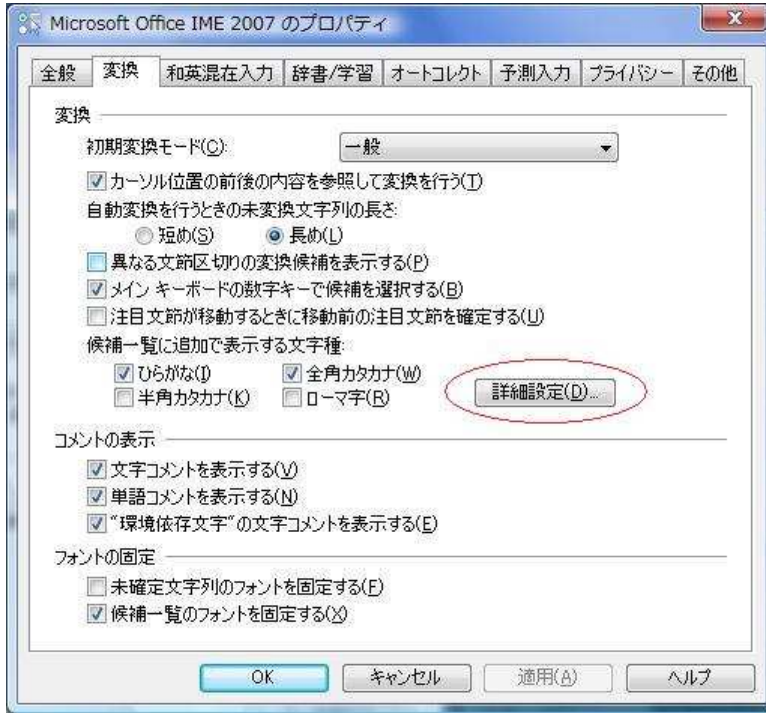 Microsoft Office IME 2007 のプロパティ
全般 変換 和英混在入力 辞書/学習 オートコレクト 予測入力 プライバシー その他
変換
初期変換モード(C): 一般
カーソル位置の前後の内容を参照して変換を行う(T)
自動変換を行うときの未変換文字列の長さ:
短め(S) 長め(L)
異なる文節区切りの変換候補を表示する(P)
メイン キーボードの数字キーで候補を選択する(B)
注目文節が移動するときに移動前の注目文節を確定する(U)
候補一覧に追加で表示する文字種:
ひらがな(I) 全角カタカナ(W)
半角カタカナ(K) ローマ字(R) 詳細設定(D)...
コメントの表示
文字コメントを表示する(V)
単語コメントを表示する(N)
"環境依存文字"の文字コメントを表示する(E)
フォントの固定
未確定文字列のフォントを固定する(F)
候補一覧のフォントを固定する(X)
OK キャンセル 適用(A) ヘルプ